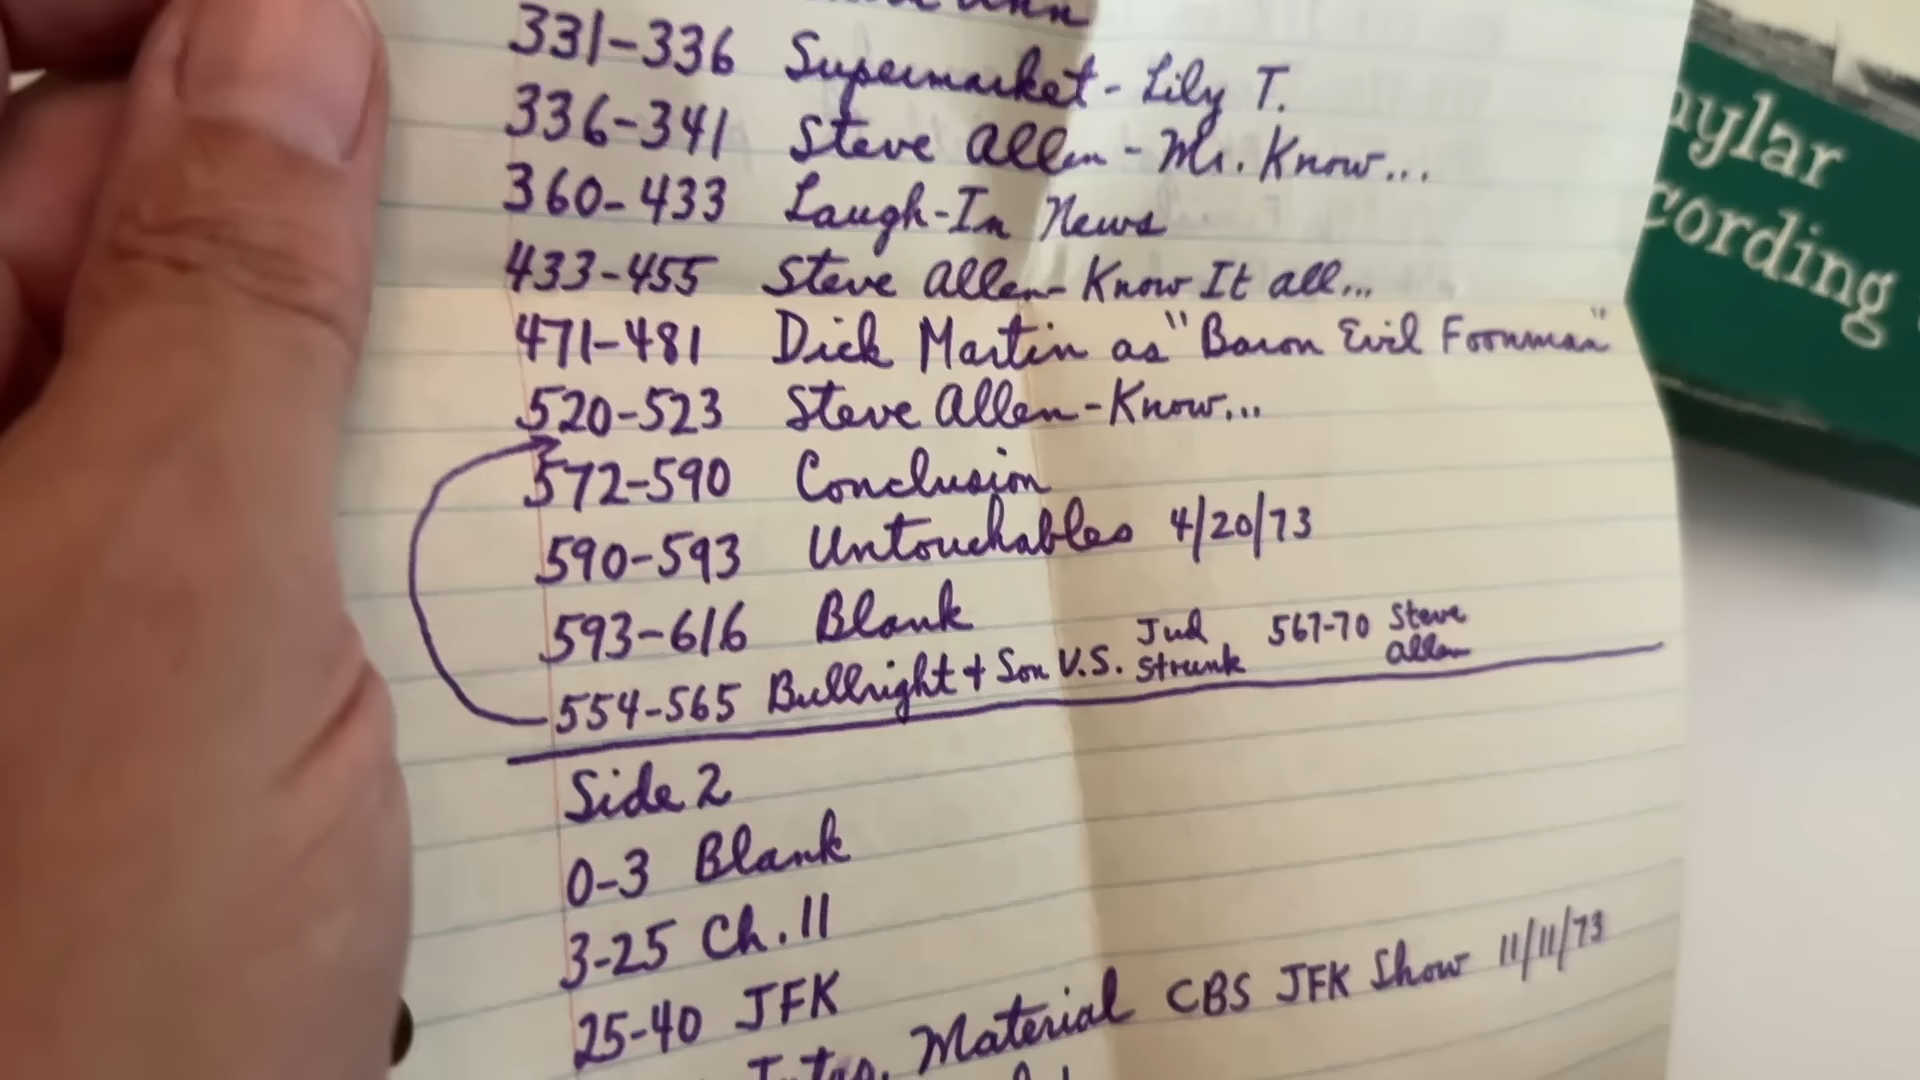 331-336 Supermarket - Lily T.
336-341 Steve Allen - Mr. Know...
360-433 Laugh-In News
433-455 Steve Allen - Know It all...
471-481 Dick Martin as "Baron Evil Foonman"
520-523 Steve Allen - Know...
572-590 Conclusion
590-593 Untouchables 4/20/73
593-616 Blank
554-565 Bullright + Son V.S. Jud Strunk 567-70 Steve Allen
Side 2
0-3 Blank
3-25 Ch. 11
25-40 JFK
Material CBS JFK Show 11/11/73
ylar
cording